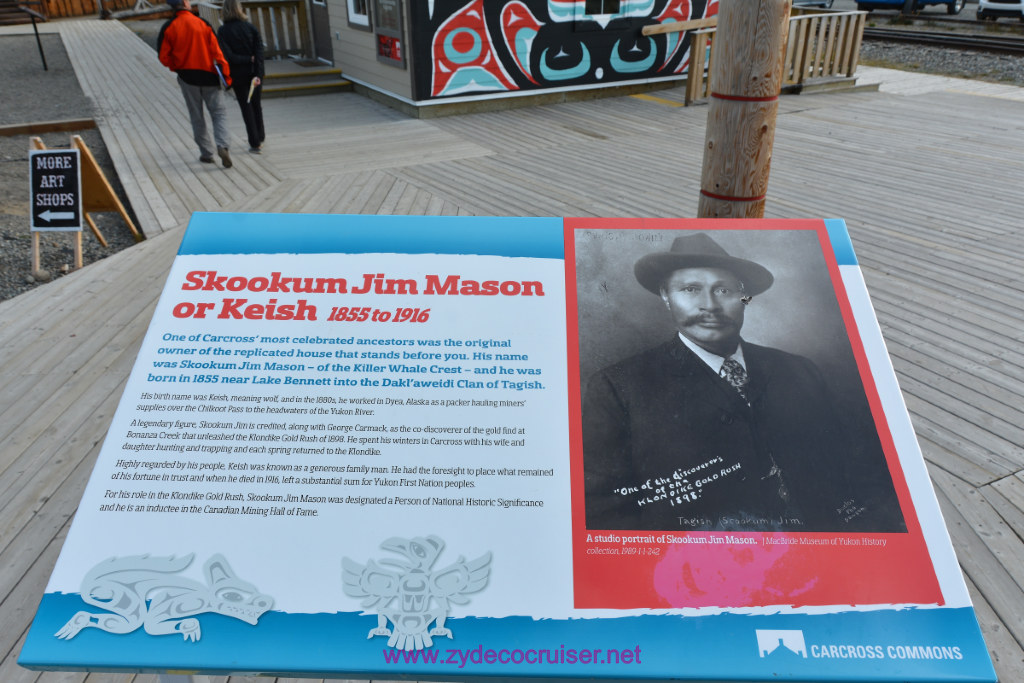 MORE
ART
SHOPS
Skookum Jim Mason
or Keish 1855 to 1916
One of Carcross' most celebrated ancestors was the original
owner of the replicated house that stands before you. His name
was Skookum Jim Mason – of the Killer Whale Crest – and he was
born in 1855 near Lake Bennett into the Dakl'aweidi Clan of Tagish.
His birth name was Keish, meaning wolf, and in the 1880s, he worked in Dyea, Alaska as a packer hauling miners'
supplies over the Chilkoot Pass to the headwaters of the Yukon River.
A legendary figure, Skookum Jim is credited, along with George Carmack, as the co-discoverer of the gold find at
Bonanza Creek that unleashed the Klondike Gold Rush of 1898. He spent his winters in Carcross with his wife and
daughter hunting and trapping and each spring returned to the Klondike.
Highly regarded by his people, Keish was known as a generous family man. He had the foresight to place what remained
of his fortune in trust and when he died in 1916, left a substantial sum for Yukon First Nation peoples.
For his role in the Klondike Gold Rush, Skookum Jim Mason was designated a Person of National Historic Significance
and he is an inductee in the Canadian Mining Hall of Fame.
"One of the discoverer's
of
KLONDIKE GOLD RUSH
1898."
Tagish (Skookum) Jim.
A studio portrait of Skookum Jim Mason. | MacBride Museum of Yukon History
collection, 1989-1-1-242
CARCROSS COMMONS
www.zydecocruiser.net